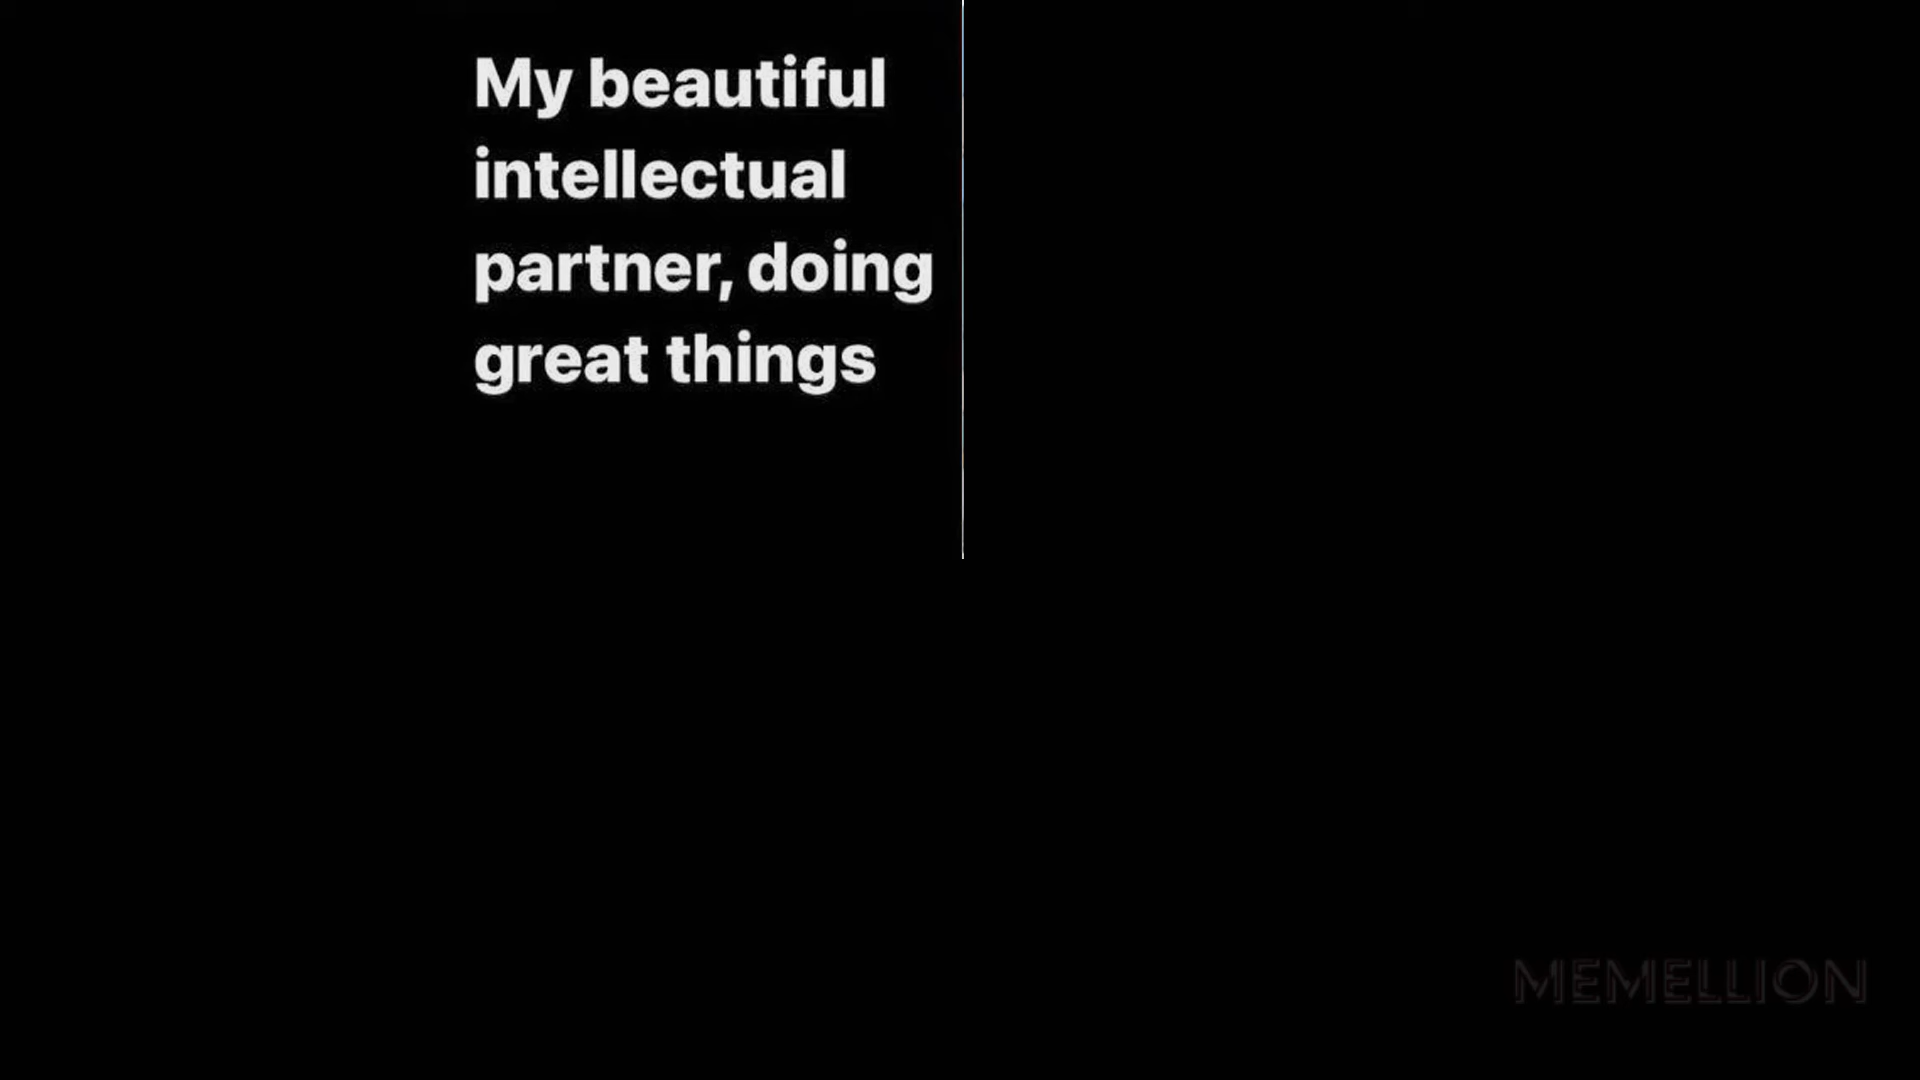 My beautiful
intellectual
partner, doing
great things
MEMELLION